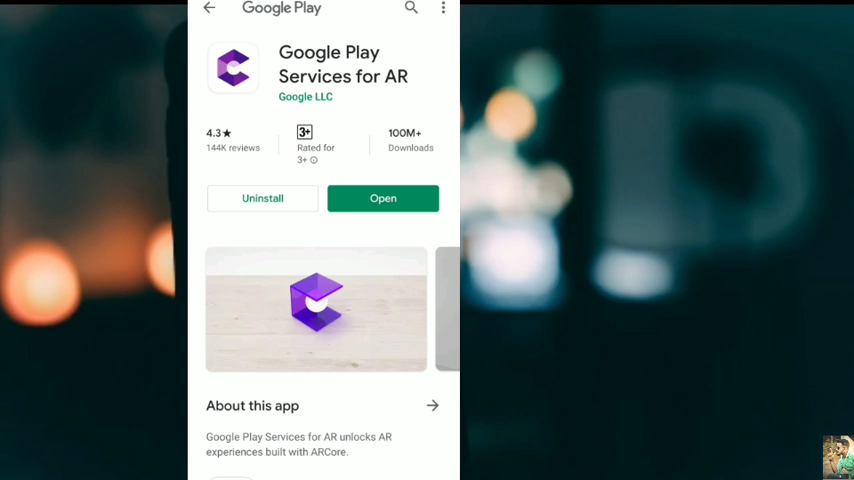 Google Play
Google Play
Services for AR
Google LLC
4.3★
144K reviews
3+
Rated for
3+
100M+
Downloads
Uninstall
Open
About this app
Google Play Services for AR unlocks AR
experiences built with ARCore.